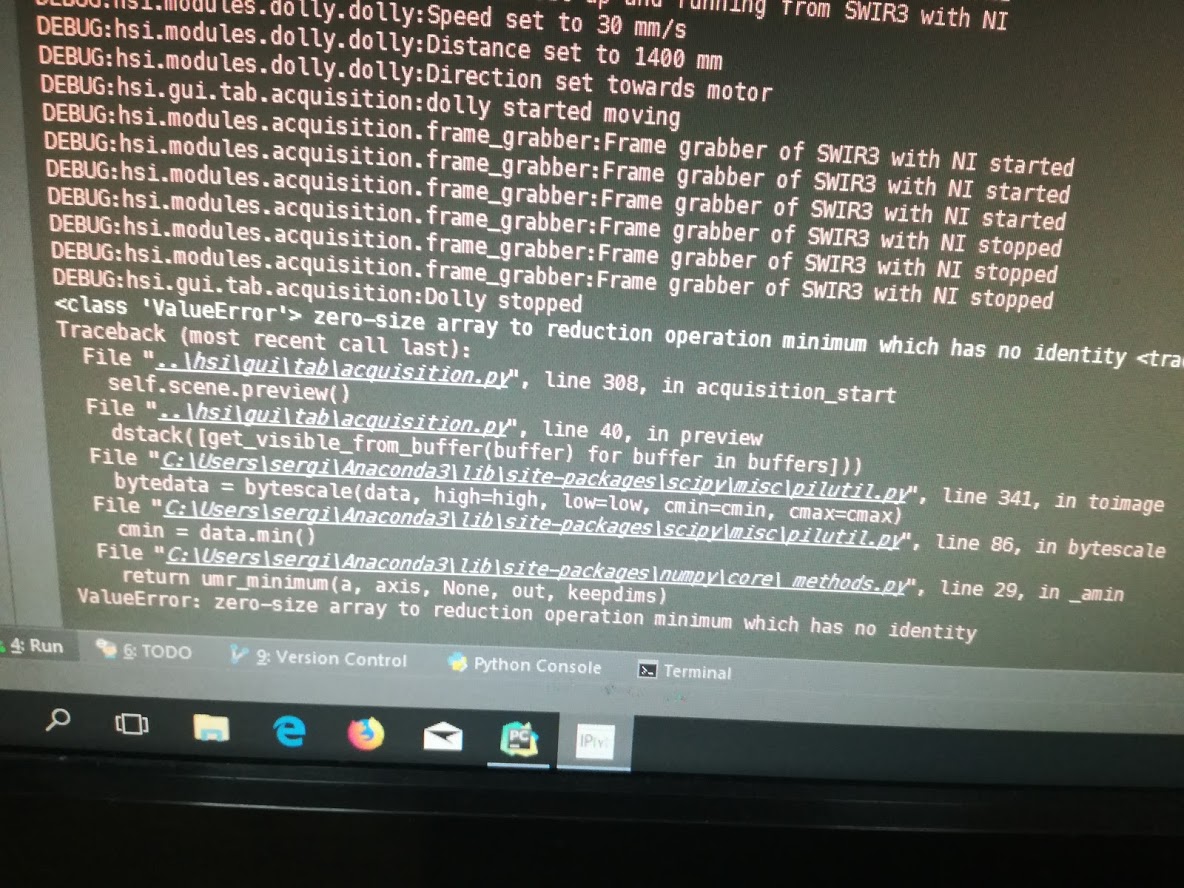 up and running from SWIR3 with NI
DEBUG:hsi.modules.dolly.dolly:Speed set to 30 mm/s
DEBUG:hsi.modules.dolly.dolly:Distance set to 1400 mm
DEBUG:hsi.modules.dolly.dolly:Direction set towards motor
DEBUG:hsi.gui.tab.acquisition:dolly started moving
DEBUG:hsi.modules.acquisition.frame_grabber:Frame grabber of SWIR3 with NI started
DEBUG:hsi.modules.acquisition.frame_grabber:Frame grabber of SWIR3 with NI started
DEBUG:hsi.modules.acquisition.frame_grabber:Frame grabber of SWIR3 with NI started
DEBUG:hsi.modules.acquisition.frame_grabber:Frame grabber of SWIR3 with NI stopped
DEBUG:hsi.modules.acquisition.frame_grabber:Frame grabber of SWIR3 with NI stopped
DEBUG:hsi.modules.acquisition.frame_grabber:Frame grabber of SWIR3 with NI stopped
DEBUG:hsi.gui.tab.acquisition:Dolly stopped
<class 'ValueError'> zero-size array to reduction operation minimum which has no identity <tra
Traceback (most recent call last):
File "..\hsi\gui\tab\acquisition.py", line 308, in acquisition_start
self.scene.preview()
File "..\hsi\gui\tab\acquisition.py", line 40, in preview
dstack([get_visible_from_buffer(buffer) for buffer in buffers]))
File "C:\Users\sergi\Anaconda3\lib\site-packages\scipy\misc\pilutil.py", line 341, in toimage
bytedata = bytescale(data, high=high, low=low, cmin=cmin, cmax=cmax)
File "C:\Users\sergi\Anaconda3\lib\site-packages\scipy\misc\pilutil.py", line 86, in bytescale
cmin = data.min()
File "C:\Users\sergi\Anaconda3\lib\site-packages\numpy\core\_methods.py", line 29, in _amin
return umr_minimum(a, axis, None, out, keepdims)
ValueError: zero-size array to reduction operation minimum which has no identity
4: Run
6: TODO
9: Version Control
Python Console
Terminal
PC